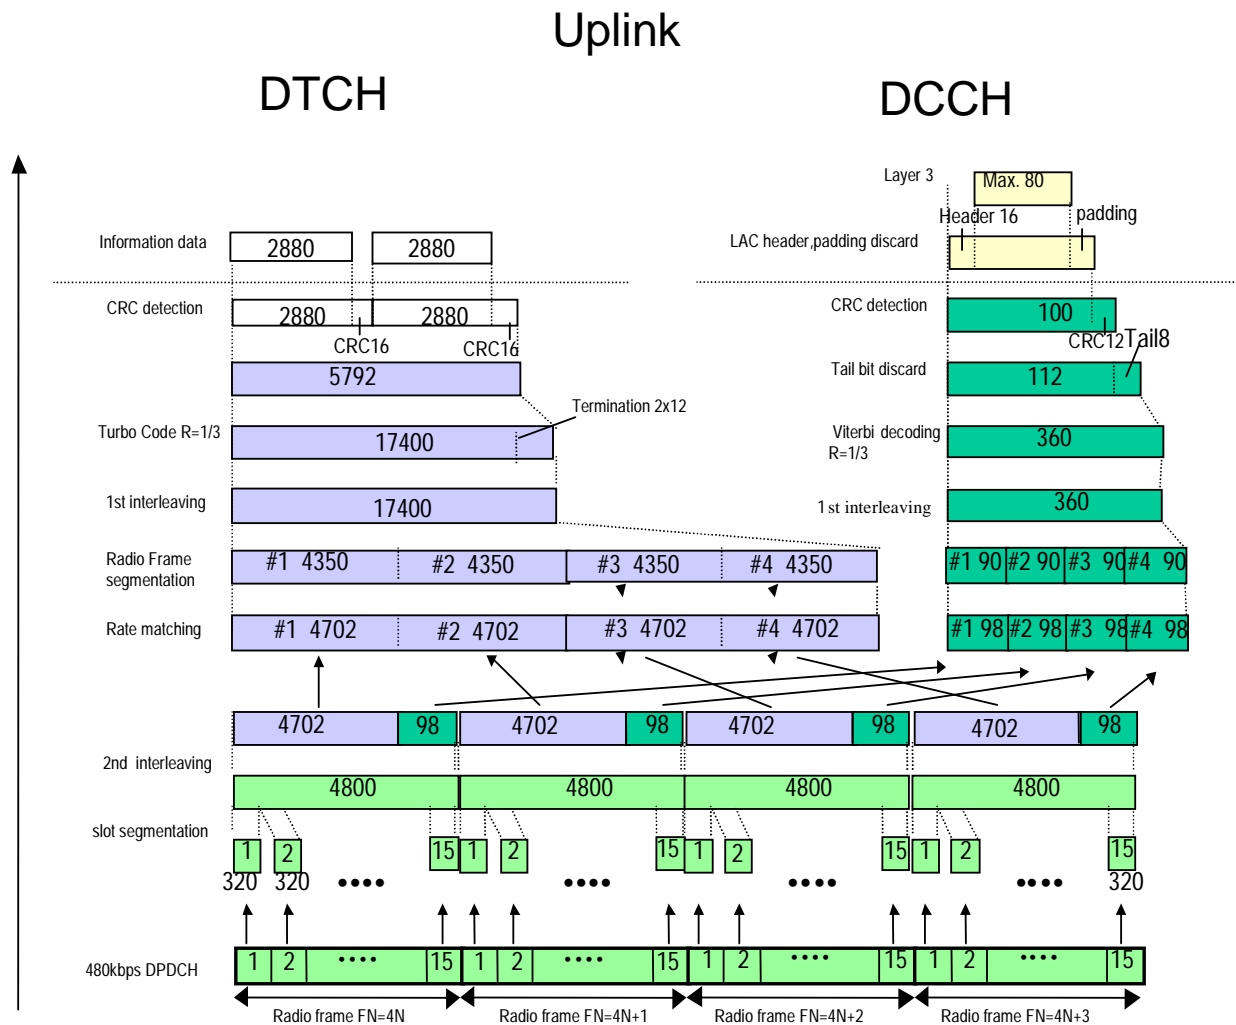 Uplink
DTCH
DCCH
Layer 3
Max. 80
Header 16
padding
Information data
2880
2880
LAC header,padding discard
CRC detection
2880
2880
CRC detection
100
CRC16
CRC16
CRC12
Tail8
5792
Tail bit discard
112
Termination 2x12
Turbo Code R=1/3
17400
Viterbi decoding
R=1/3
360
1st interleaving
17400
1st interleaving
360
Radio Frame
segmentation
#1 4350
#2 4350
#3 4350
#4 4350
#1 90
#2 90
#3 90
#4 90
Rate matching
#1 4702
#2 4702
#3 4702
#4 4702
#1 98
#2 98
#3 98
#4 98
4702
98
4702
98
4702
98
4702
98
2nd interleaving
4800
4800
4800
4800
slot segmentation
1
2
15
1
2
15
1
2
15
1
2
15
320
320
••••
••••
••••
••••
320
480kbps DPDCH
1
2
••••
15
1
2
••••
15
1
2
••••
15
1
2
••••
15
Radio frame FN=4N
Radio frame FN=4N+1
Radio frame FN=4N+2
Radio frame FN=4N+3